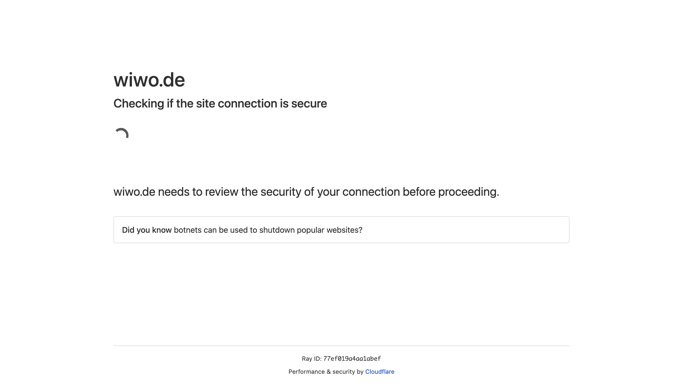 wiwo.de
Checking if the site connection is secure
wiwo.de needs to review the security of your connection before proceeding.
Did you know botnets can be used to shutdown popular websites?
Ray ID: 77ef019a4aa1abef
Performance & security by Cloudflare